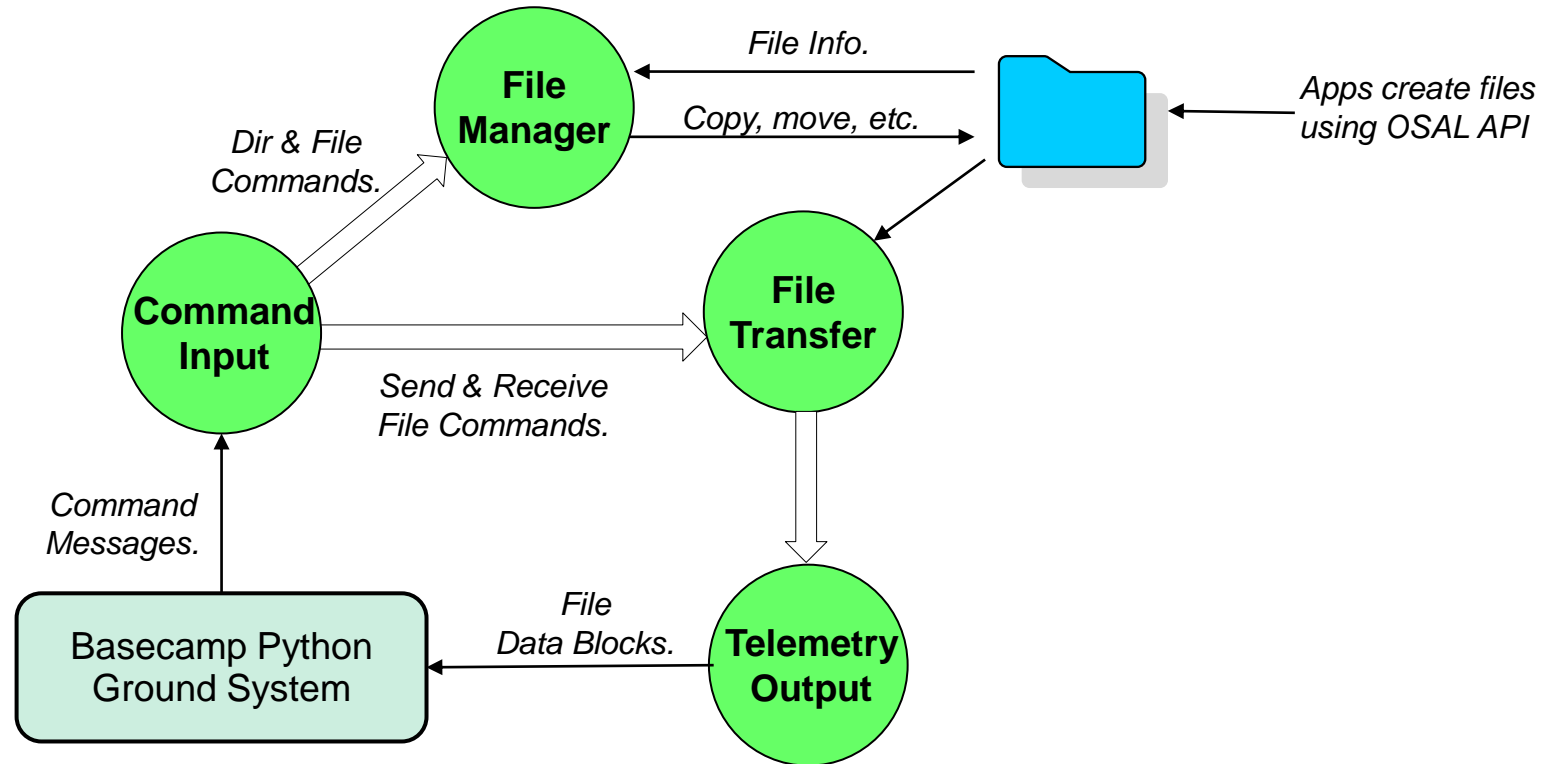 File Info.
File
Manager
Copy, move, etc.
Apps create files
using OSAL API
Dir & File
Commands.
Command
Input
File
Transfer
Send & Receive
File Commands.
Command
Messages.
File
Data Blocks.
Basecamp Python
Ground System
Telemetry
Output